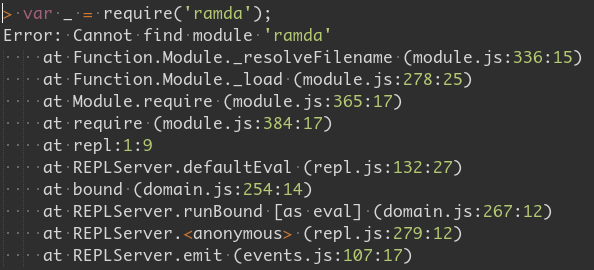 > var _ = require('ramda');
Error: Cannot find module 'ramda'
    at Function.Module._resolveFilename (module.js:336:15)
    at Function.Module._load (module.js:278:25)
    at Module.require (module.js:365:17)
    at require (module.js:384:17)
    at repl:1:9
    at REPLServer.defaultEval (repl.js:132:27)
    at bound (domain.js:254:14)
    at REPLServer.runBound [as eval] (domain.js:267:12)
    at REPLServer.<anonymous> (repl.js:279:12)
    at REPLServer.emit (events.js:107:17)